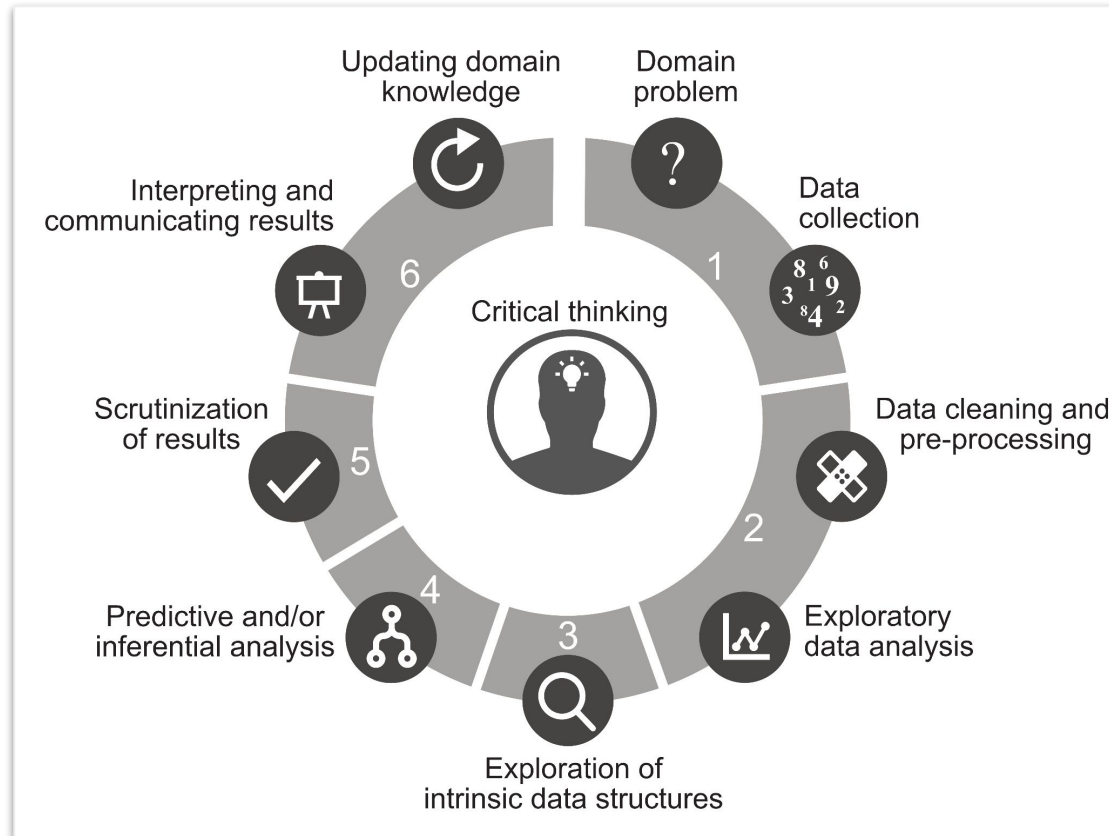 Updating domain
knowledge
Domain
problem
?
Data
collection
8 6
3 1 9
8 4 2
1
Data cleaning and
pre-processing
2
Exploratory
data analysis
3
Exploration of
intrinsic data structures
4
Predictive and/or
inferential analysis
5
Scrutinization
of results
6
Interpreting and
communicating results
Critical thinking